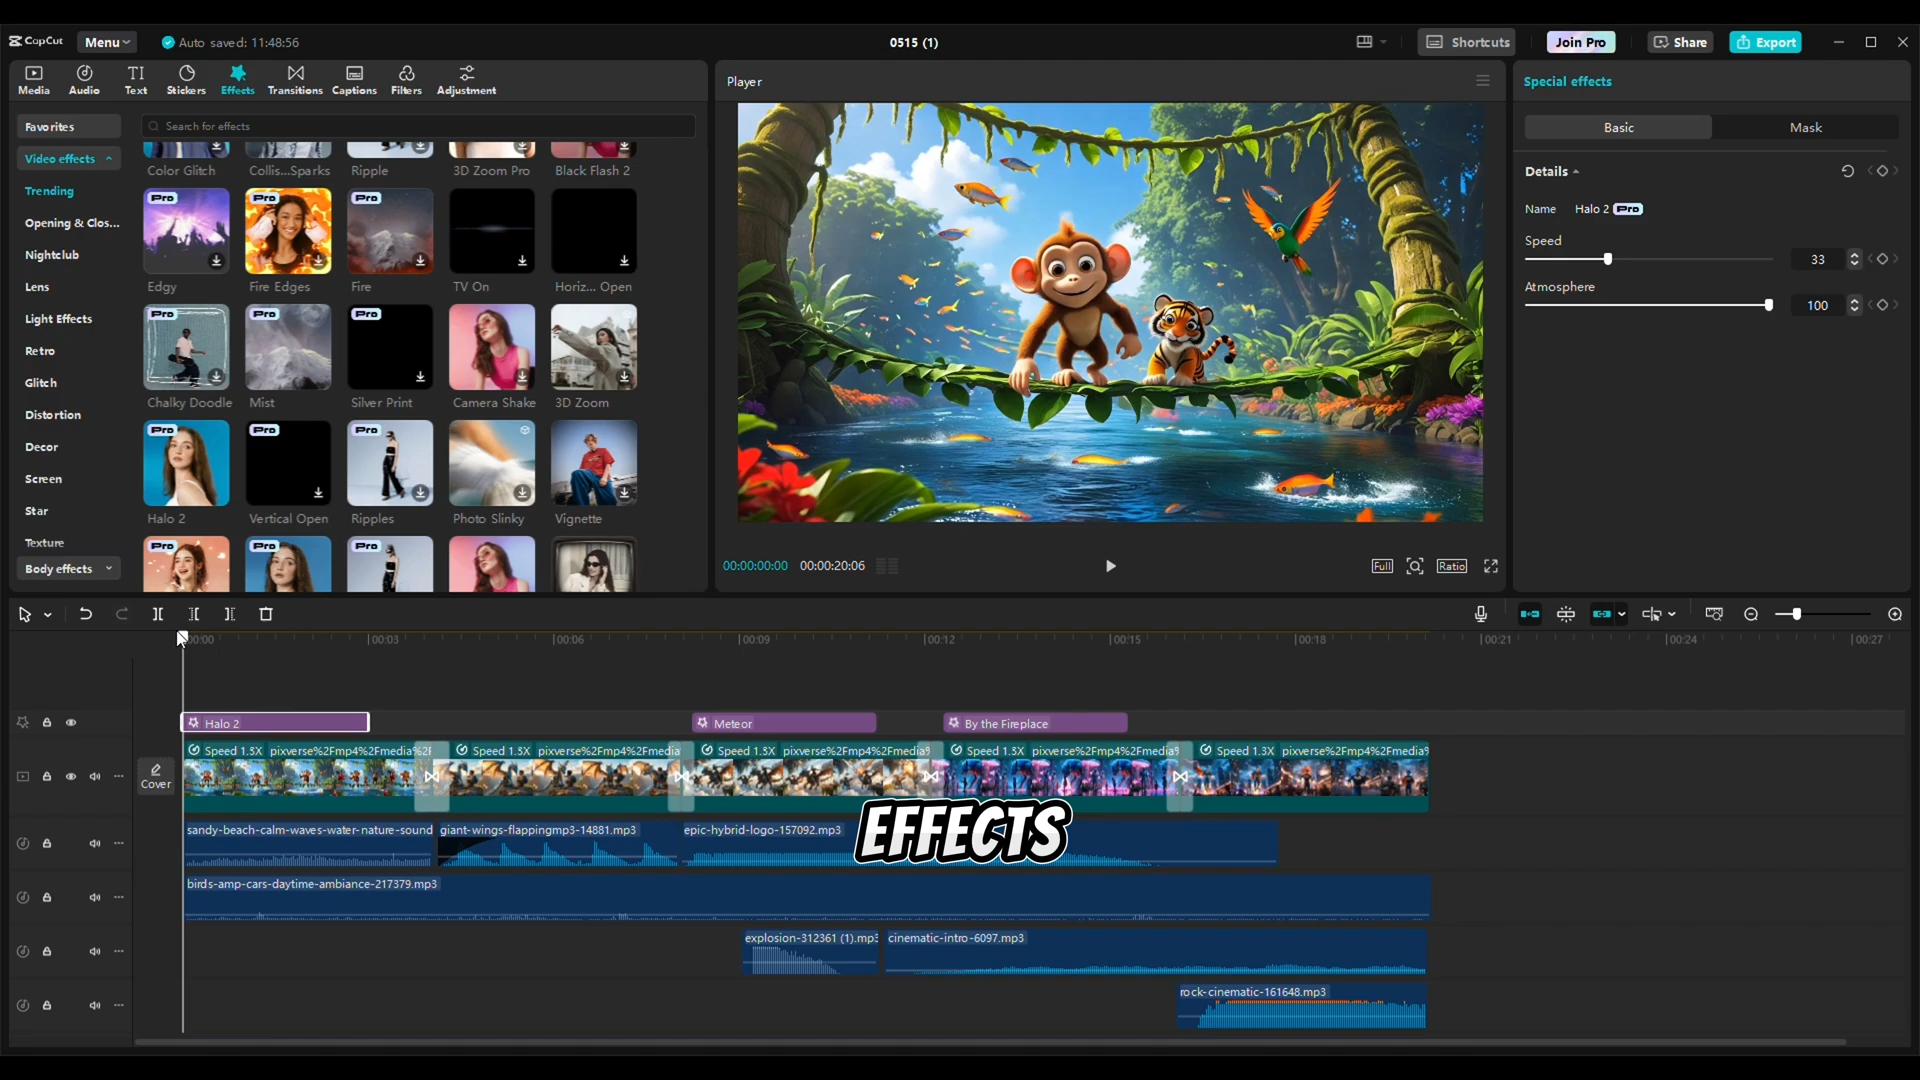 CapCut
Menu
Auto saved: 11:48:56
0515 (1)
Shortcuts
Join Pro
Share
Export
Media
Audio
TI
Text
Stickers
Effects
Transitions
Captions
Filters
Adjustment
Player
Special effects
Favorites
Video effects
Trending
Opening & Clos...
Nightclub
Lens
Light Effects
Retro
Glitch
Distortion
Decor
Screen
Star
Texture
Body effects
Search for effects
Color Glitch
Collis...Sparks
Ripple
3D Zoom Pro
Black Flash 2
Pro
Pro
Pro
Edgy
Fire Edges
Fire
TV On
Horiz... Open
Pro
Pro
Pro
Chalky Doodle
Mist
Silver Print
Camera Shake
3D Zoom
Pro
Pro
Pro
Halo 2
Vertical Open
Ripples
Photo Slinky
Vignette
Pro
Pro
Pro
00:00:00:00
00:00:20:06
Full
Ratio
Basic
Mask
Details
Name Halo 2 Pro
Speed
33
Atmosphere
100
00:00
00:03
00:06
00:09
00:12
00:15
00:18
00:21
00:24
00:27
Halo 2
Meteor
By the Fireplace
Cover
Speed 1.3X pixverse%2Fmp4%2Fmedia%2F
Speed 1.3X pixverse%2Fmp4%2Fmedia
Speed 1.3X pixverse%2Fmp4%2Fmedia%
Speed 1.3X pixverse%2Fmp4%2Fmedia%
Speed 1.3X pixverse%2Fmp4%2Fmedia%
EFFECTS
sandy-beach-calm-waves-water-nature-sound
giant-wings-flappingmp3-14881.mp3
epic-hybrid-logo-157092.mp3
birds-amp-cars-daytime-ambiance-217379.mp3
explosion-312361 (1).mp3
cinematic-intro-6097.mp3
rock-cinematic-161648.mp3